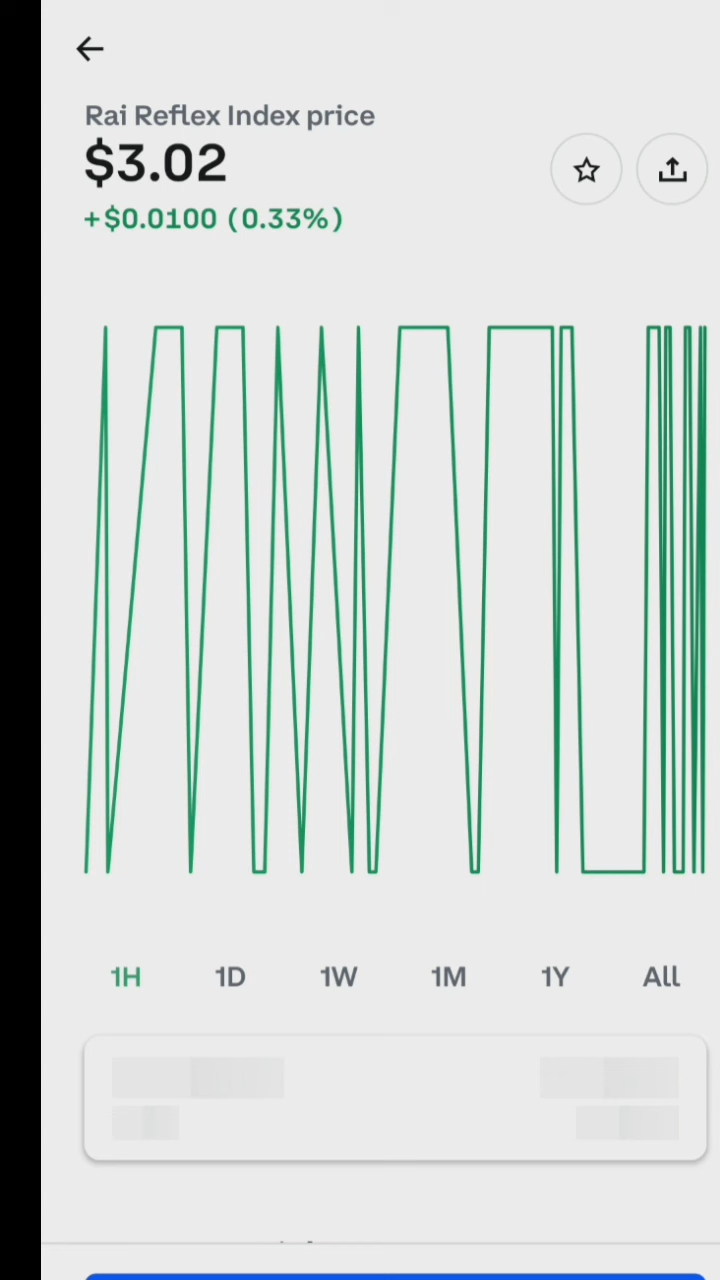 Rai Reflex Index price
$3.02
+$0.0100 (0.33%)
1H 1D 1W 1M 1Y All